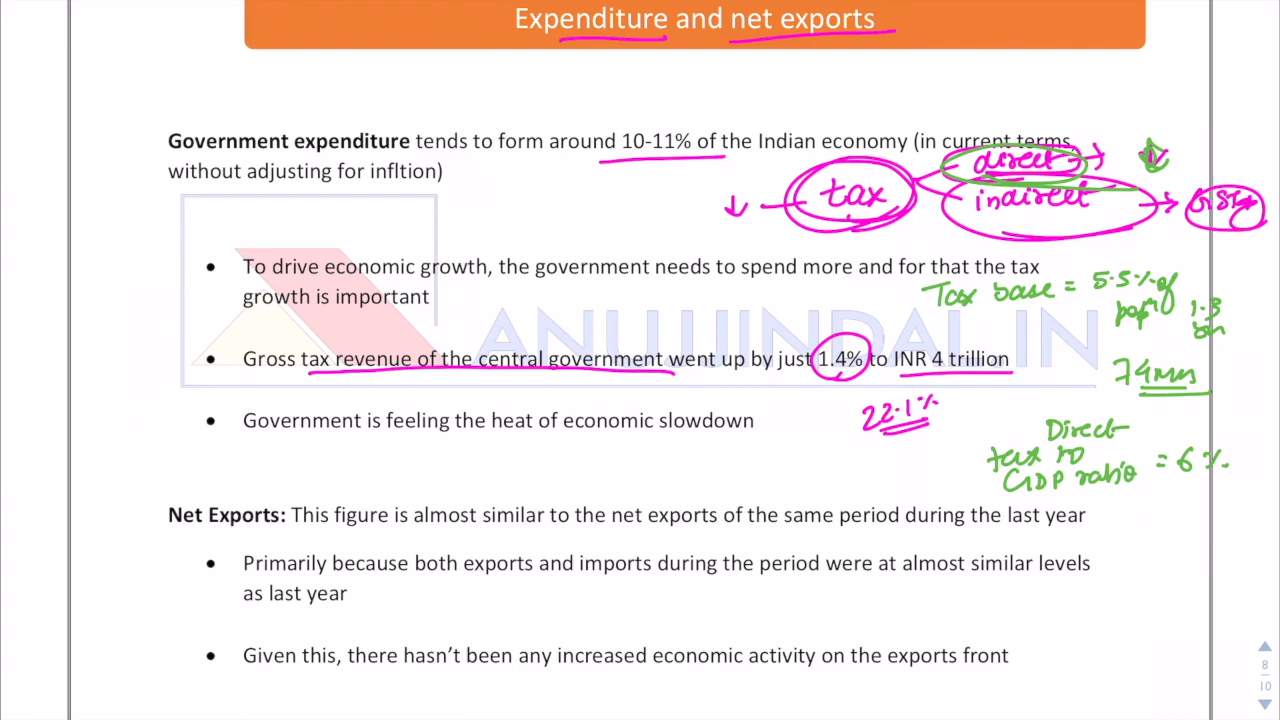 Expenditure and net exports
Government expenditure tends to form around 10-11% of the Indian economy (in current terms,
without adjusting for infltion)
direct
tax
indirect
GST
To drive economic growth, the government needs to spend more and for that the tax
growth is important
Tax base = 5.5% of
popn
1.3
bn
ANUJJINDAL.IN
Gross tax revenue of the central government went up by just 1.4% to INR 4 trillion
74mn
22.1%
Government is feeling the heat of economic slowdown
Direct
tax to
GDP ratio = 6%
Net Exports: This figure is almost similar to the net exports of the same period during the last year
Primarily because both exports and imports during the period were at almost similar levels
as last year
Given this, there hasn't been any increased economic activity on the exports front
8
10